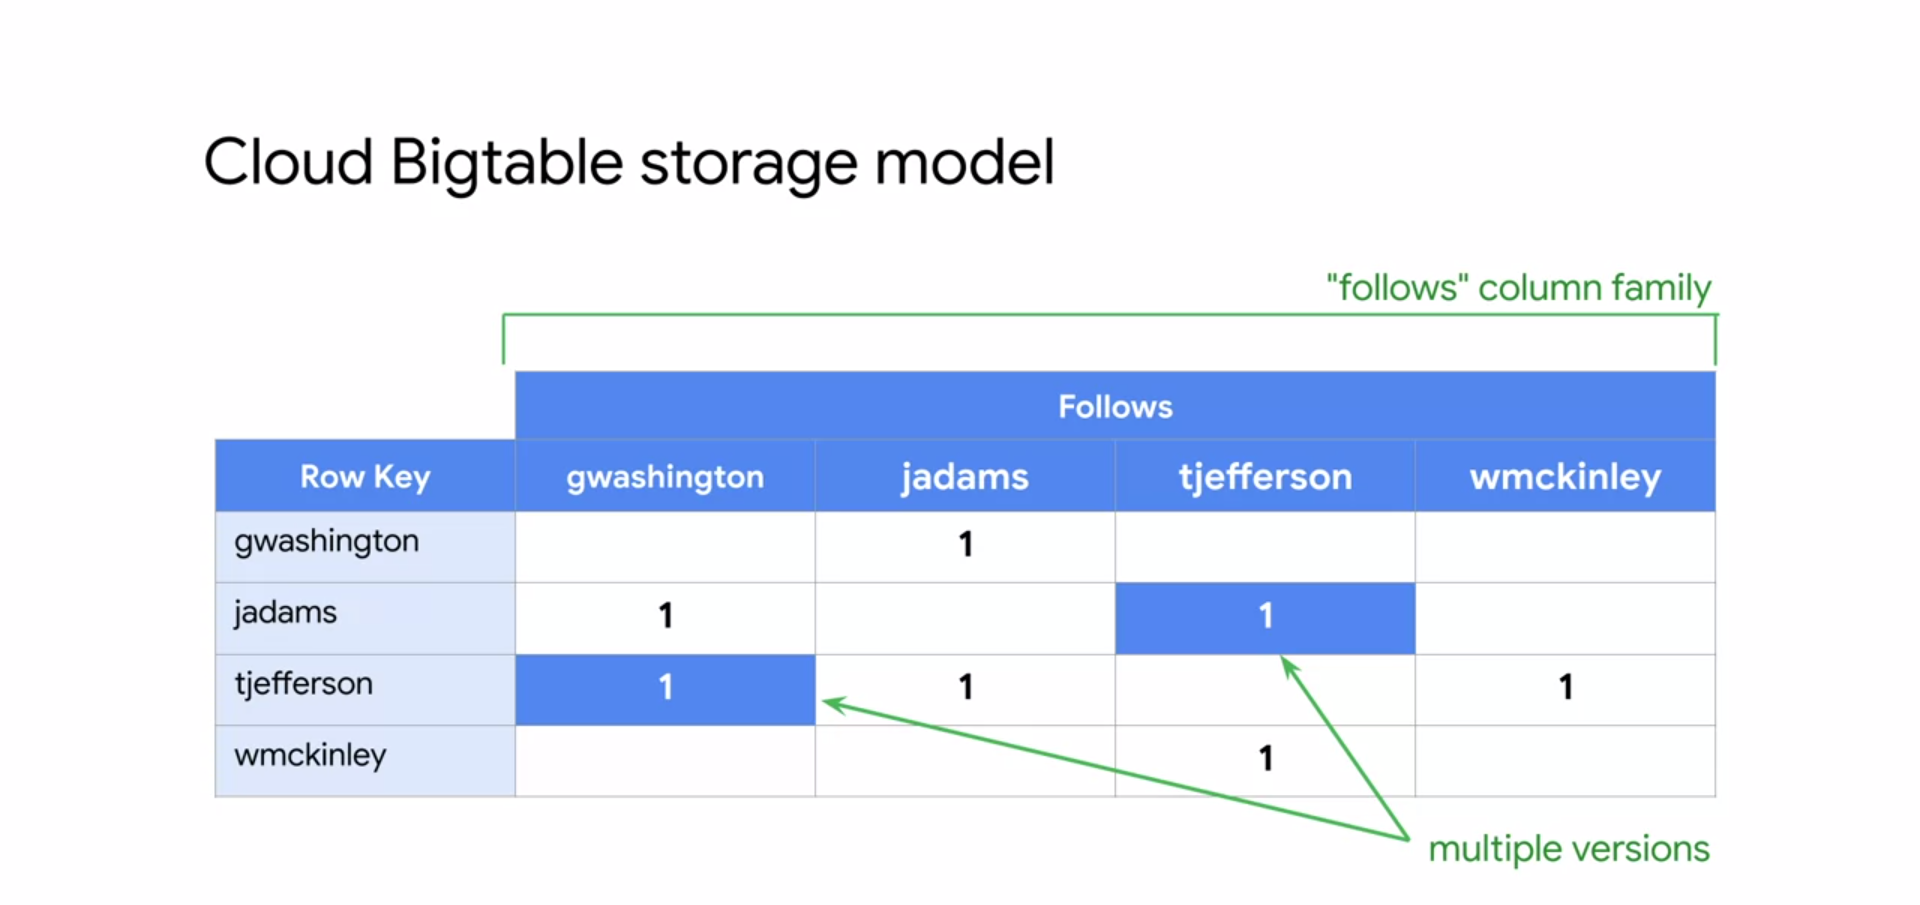 Cloud Bigtable storage model
"follows" column family
Follows
Row Key gwashington jadams tjefferson wmckinley
gwashington 1
jadams 1 1
tjefferson 1 1 1
wmckinley 1
multiple versions